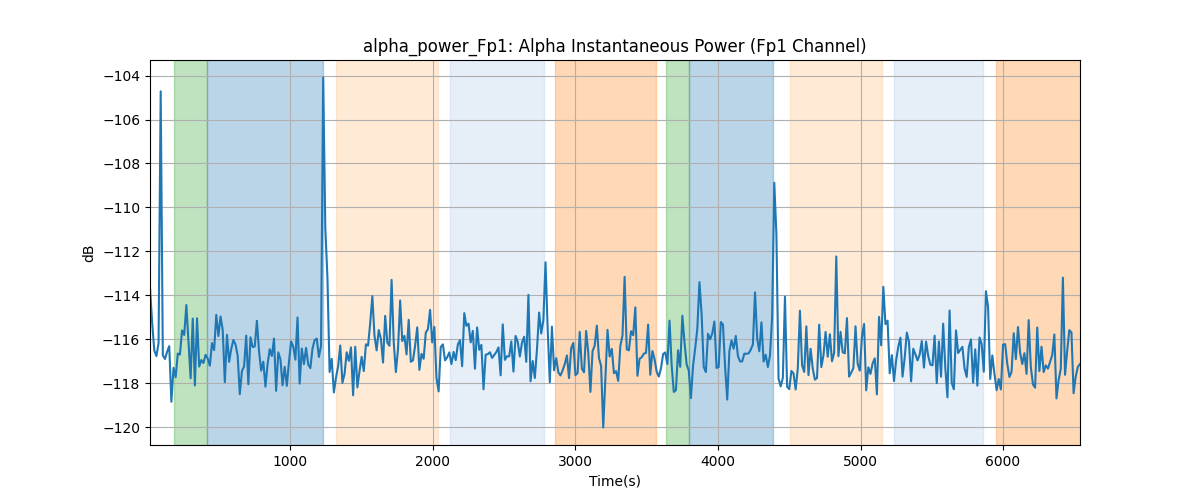 alpha_power_Fp1: Alpha Instantaneous Power (Fp1 Channel)
dB
−104
−106
−108
−110
−112
−114
−116
−118
−120
1000 2000 3000 4000 5000 6000
Time(s)